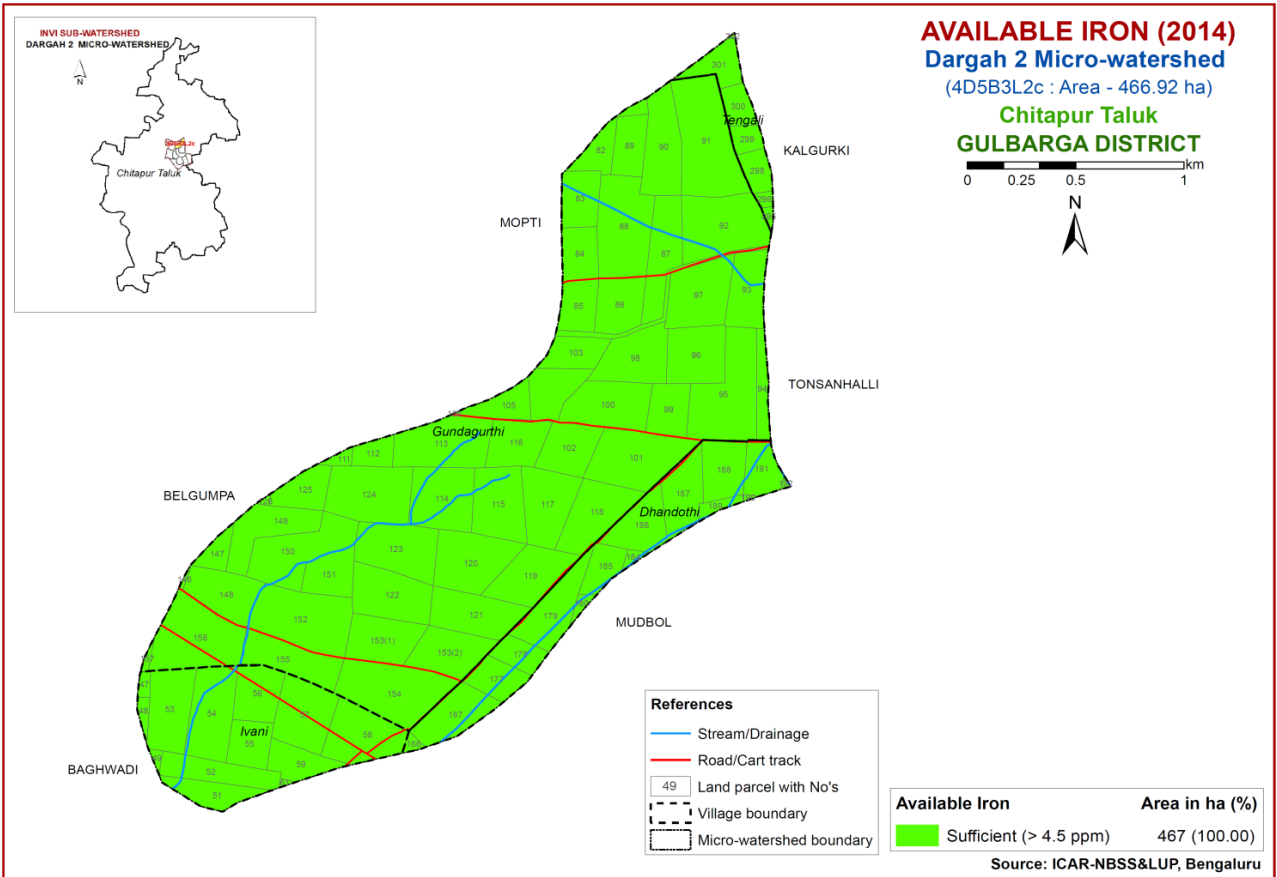 INVI SUB-WATERSHED
DARGAH 2 MICRO-WATERSHED
N
Chitapur Taluk
AVAILABLE IRON (2014)
Dargah 2 Micro-watershed
(4D5B3L2c : Area - 466.92 ha)
Chitapur Taluk
GULBARGA DISTRICT
km
0 0.25 0.5 1
N
301
300
Tengali
82 89 90 91
299
KALGURKI
298
83
MOPTI
88 92
84 87
93
97
85 86
103 98 96
TONSANHALLI
94
95
105 100 99
Gundagurthi
113 116 102
111 112 101
188 191
BELGUMPA
125 124 114 115 117 118 187 189
Dhandothi
149 186
147 150 123 120 185
151 119
148 122
152 121 179
MUDBOL
156 153(1) 153(2) 178
155
177
47 56 154
48 53 54 57 167
Ivani
58
55
BAGHWADI
52 59
51
References
Stream/Drainage
Road/Cart track
49 Land parcel with No's
Village boundary
Micro-watershed boundary
Available Iron Area in ha (%)
Sufficient (> 4.5 ppm) 467 (100.00)
Source: ICAR-NBSS&LUP, Bengaluru